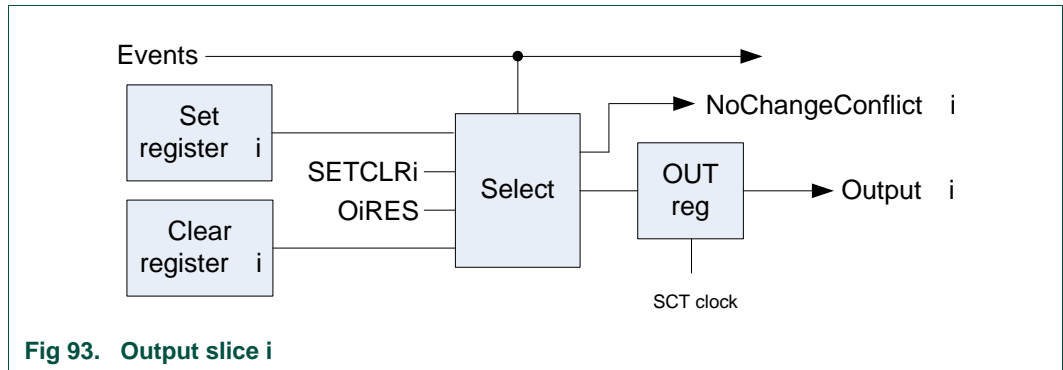 Events
NoChangeConflict i
Set
register i
SETCLRi
OiRES
Select
OUT
reg
Output i
Clear
register i
SCT clock
Fig 93. Output slice i